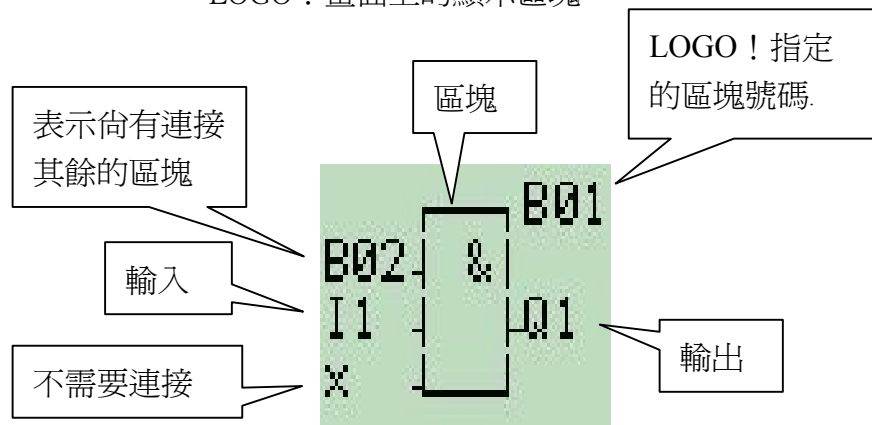 LOGO！畫面上的顯示區塊
LOGO！指定
的區塊號碼.
區塊
表示尚有連接
其餘的區塊
B01
B02
&
輸入
I1
Q1
輸出
不需要連接
x